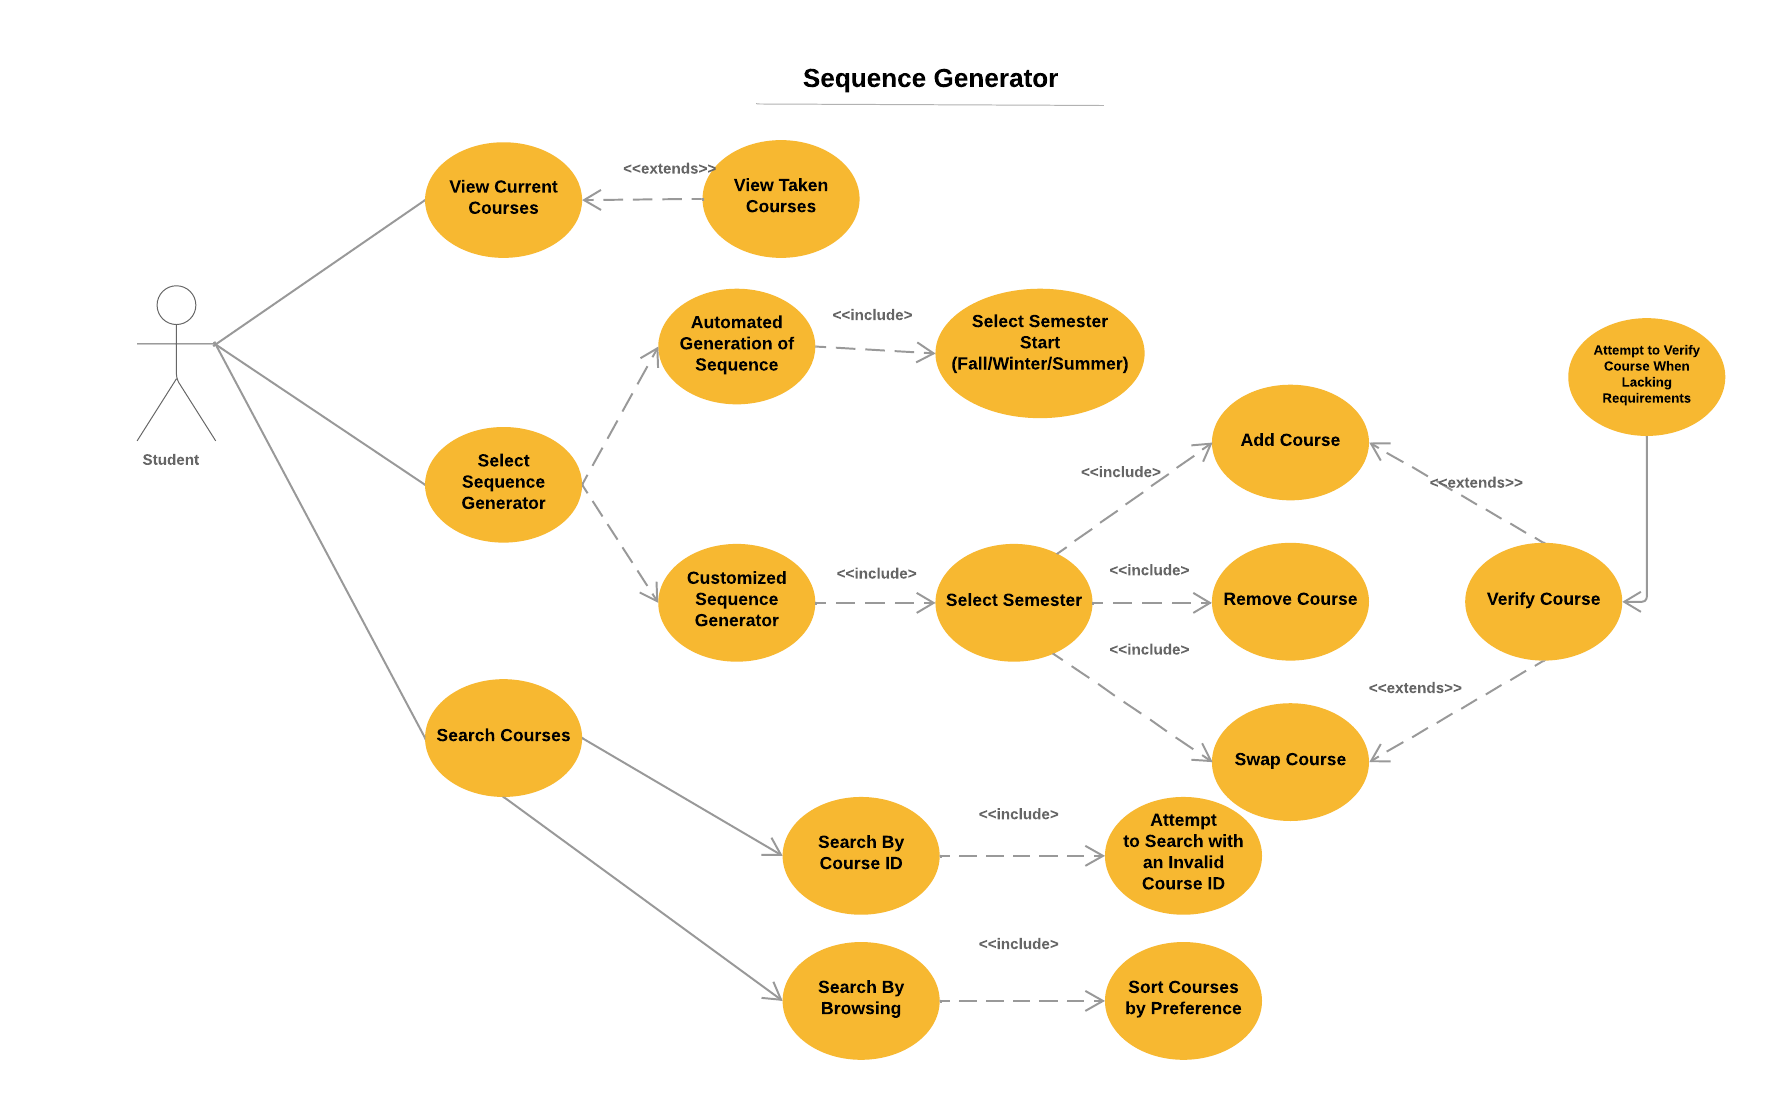 Sequence Generator
<<extends>>
View Current
Courses
View Taken
Courses
Student
Automated
Generation of
Sequence
<<include>
Select Semester
Start
(Fall/Winter/Summer)
Attempt to Verify
Course When
Lacking
Requirements
Select
Sequence
Generator
<<include>
Add Course
<<extends>>
Customized
Sequence
Generator
<<include>
Select Semester
<<include>
Remove Course
Verify Course
<<include>
<<extends>>
Swap Course
Search Courses
Search By
Course ID
<<include>
Attempt
to Search with
an Invalid
Course ID
Search By
Browsing
<<include>
Sort Courses
by Preference